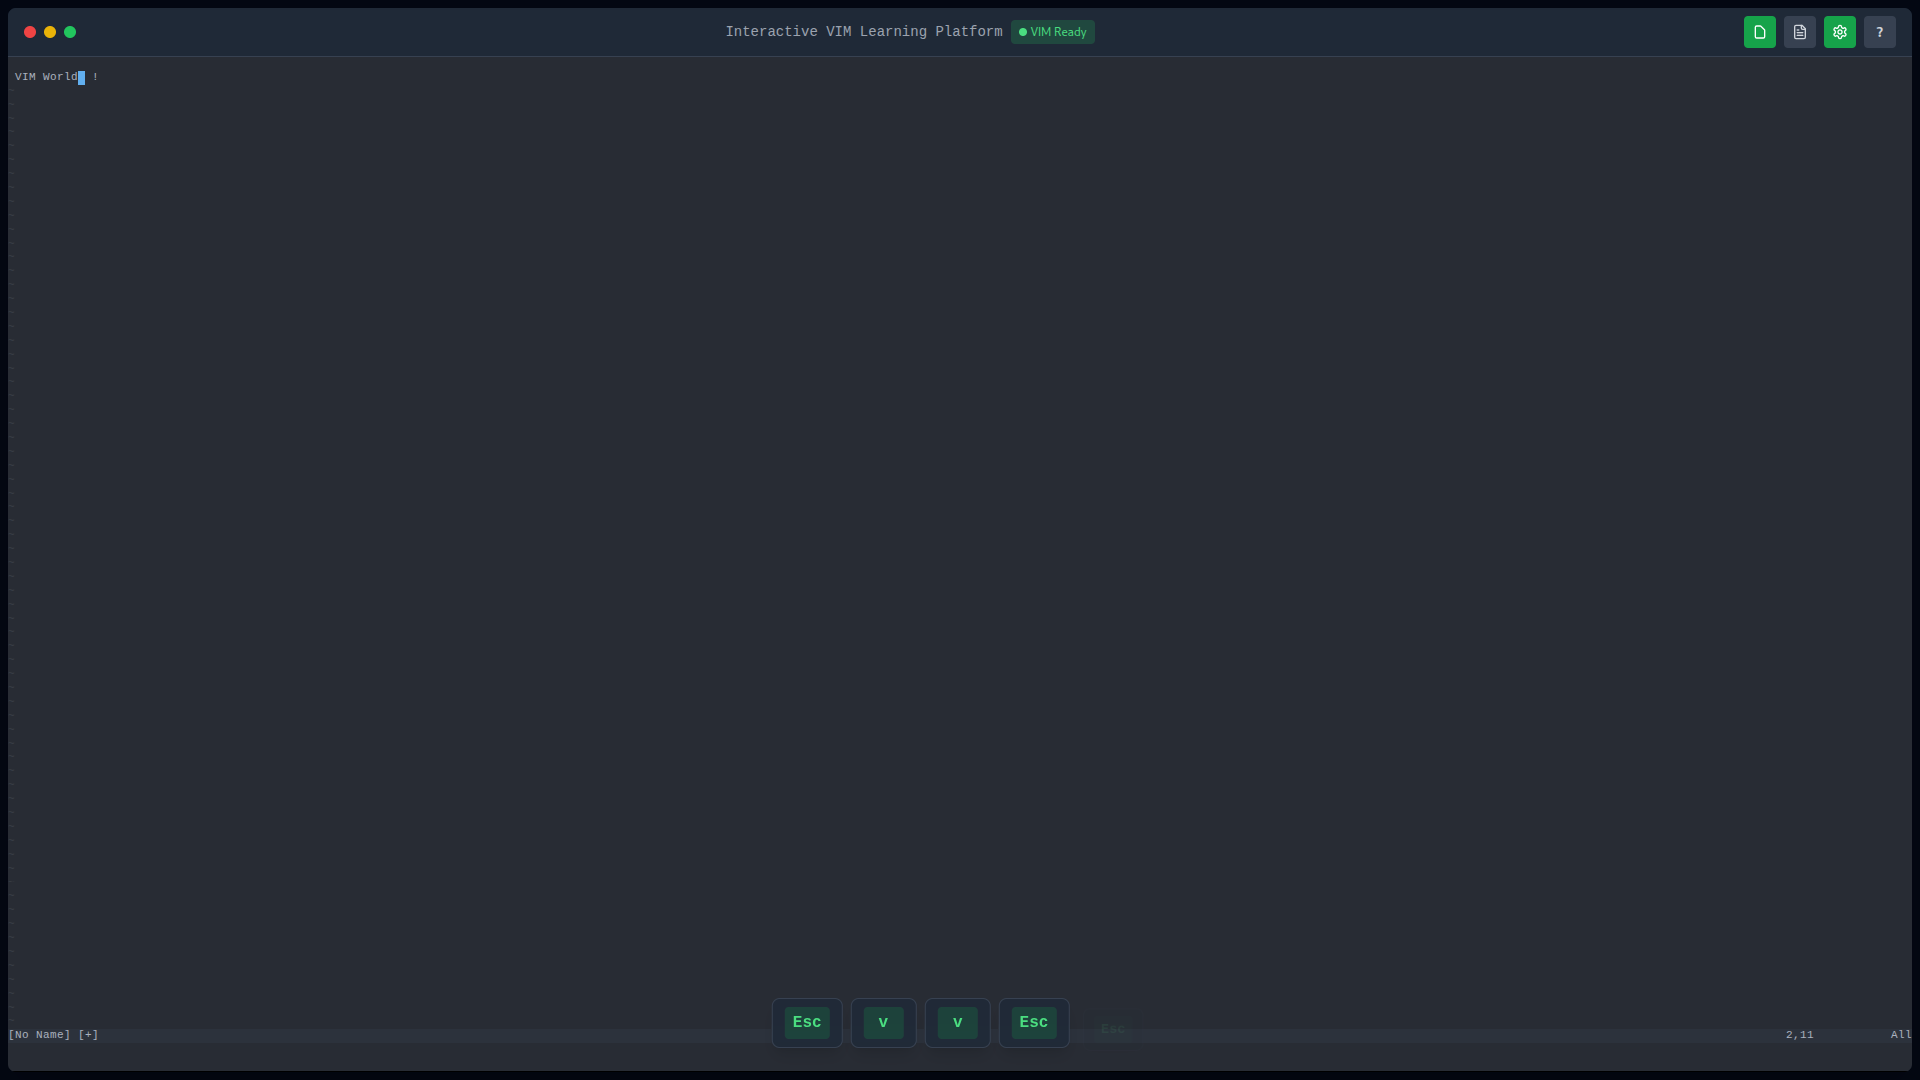 Interactive VIM Learning Platform VIM Ready ?
VIM World !
~
Esc v v Esc Esc
[No Name] [+] 2,11 All